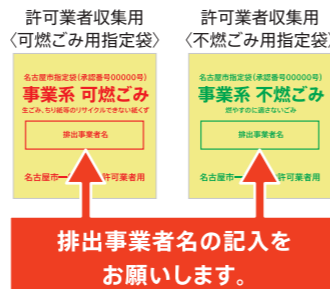 許可業者収集用
〈可燃ごみ用指定袋〉
名古屋市指定袋(承認番号00000号)
事業系 可燃ごみ
生ごみ、ちり紙等のリサイクルできない紙くず
排出事業者名
名古屋市一 許可業者用
許可業者収集用
〈不燃ごみ用指定袋〉
名古屋市指定袋(承認番号00000号)
事業系 不燃ごみ
燃やすのに適さないごみ
排出事業者名
名古屋市一 許可業者用
排出事業者名の記入を
お願いします。